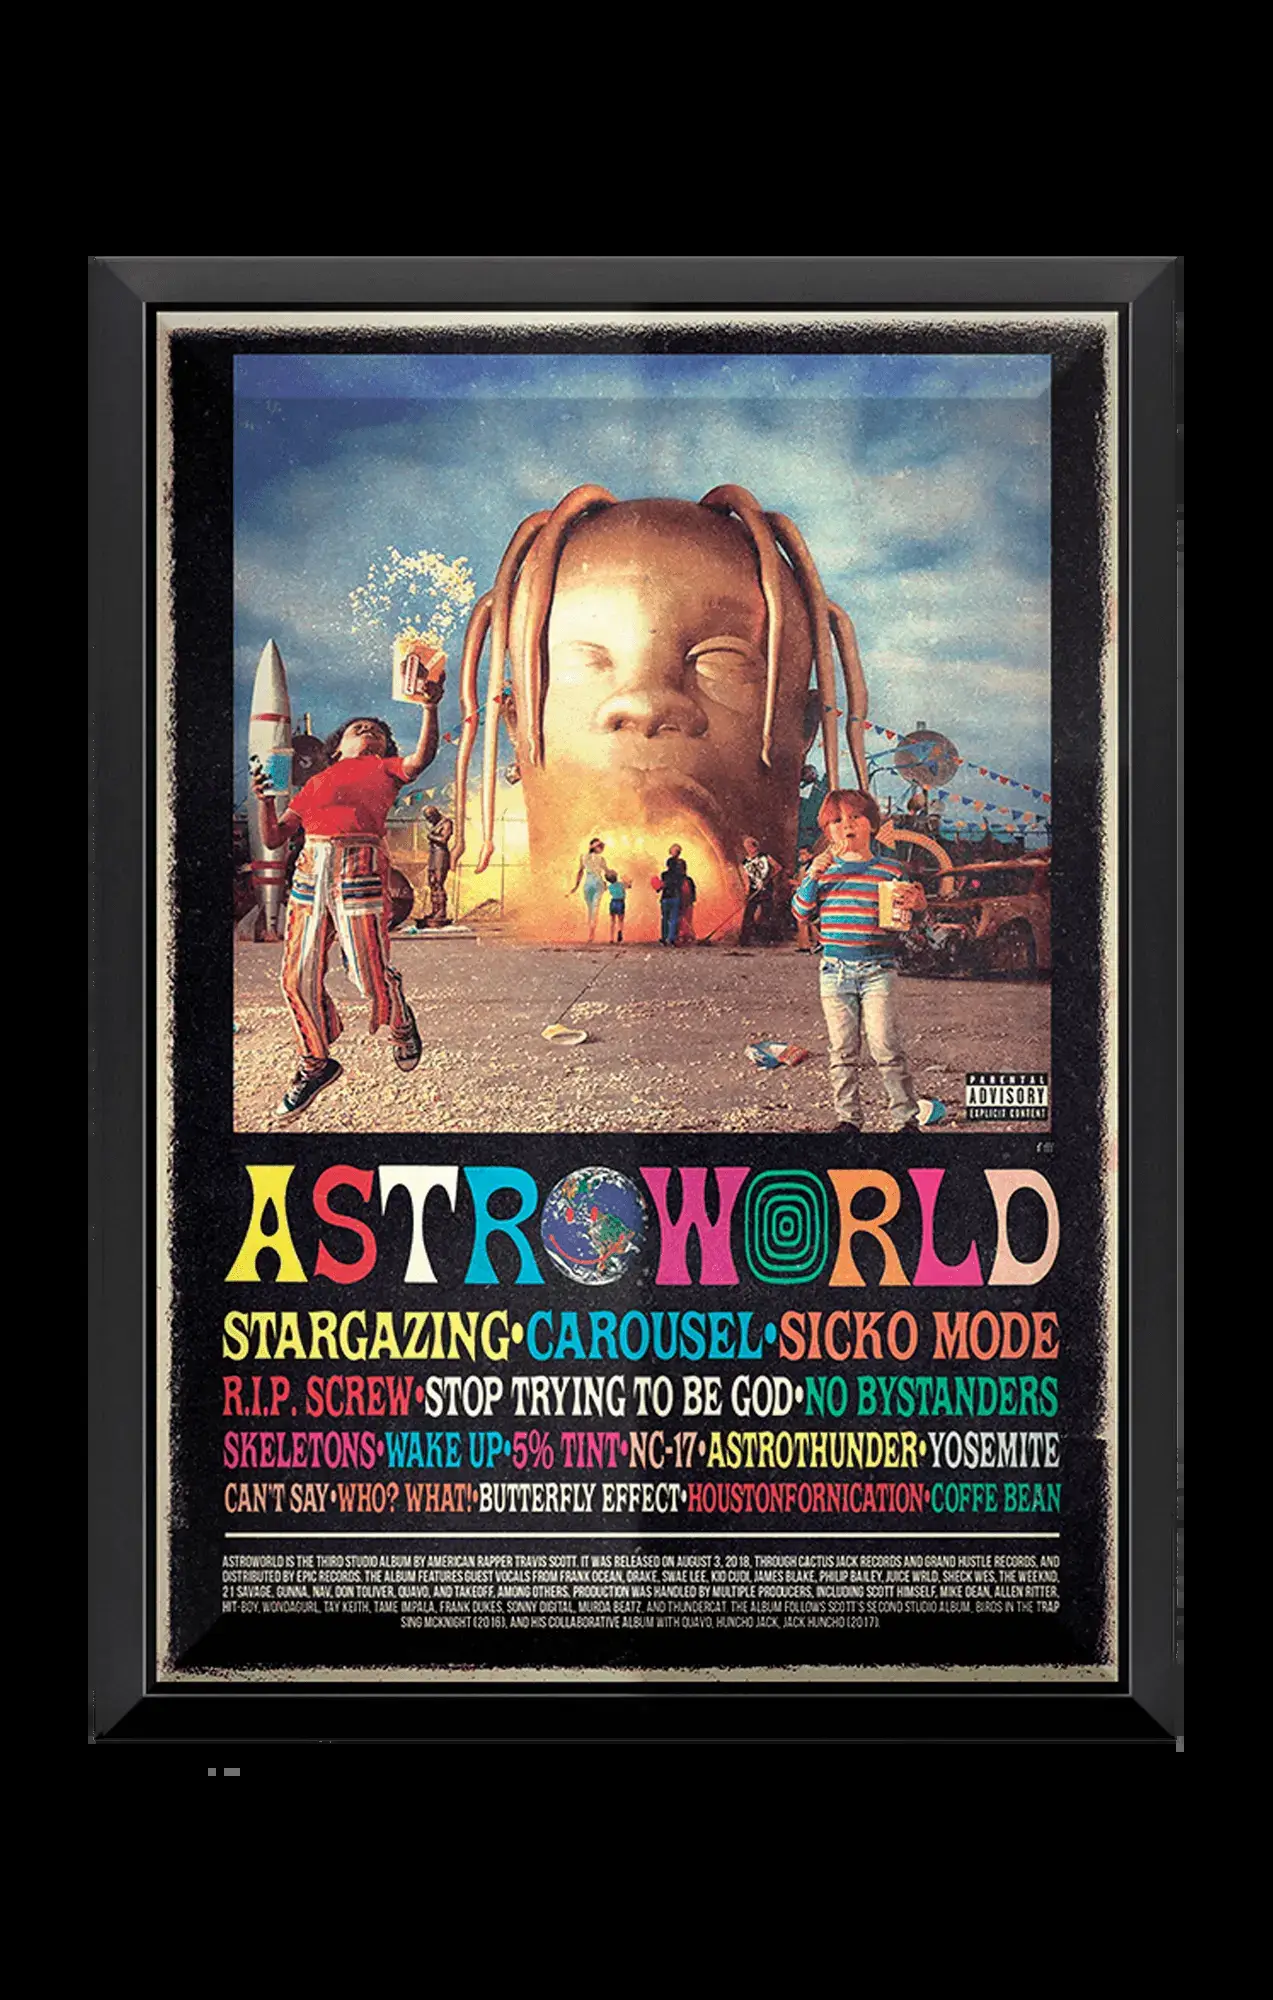 PARENTAL
ADVISORY
EXPLICIT CONTENT
ASTROWORLD
STARGAZING•CAROUSEL•SICKO MODE
R.I.P. SCREW•STOP TRYING TO BE GOD•NO BYSTANDERS
SKELETONS•WAKE UP•5% TINT•NC-17•ASTROTHUNDER•YOSEMITE
CAN'T SAY•WHO? WHAT!•BUTTERFLY EFFECT•HOUSTONFORNICATION•COFFE BEAN
ASTROWORLD IS THE THIRD STUDIO ALBUM BY AMERICAN RAPPER TRAVIS SCOTT. IT WAS RELEASED ON AUGUST 3, 2018, THROUGH CACTUS JACK RECORDS AND GRAND HUSTLE RECORDS, AND
DISTRIBUTED BY EPIC RECORDS. THE ALBUM FEATURES GUEST VOCALS FROM FRANK OCEAN, DRAKE, SWAE LEE, KID CUDI, JAMES BLAKE, PHILIP BAILEY, JUICE WRLD, SHECK WES, THE WEEKND,
21 SAVAGE, GUNNA, NAV, DON TOLIVER, QUAVO, AND TAKEOFF, AMONG OTHERS. PRODUCTION WAS HANDLED BY MULTIPLE PRODUCERS, INCLUDING SCOTT HIMSELF, MIKE DEAN, ALLEN RITTER,
HIT-BOY, WONDAGURL, TAY KEITH, TAME IMPALA, FRANK DUKES, SONNY DIGITAL, MURDA BEATZ, AND THUNDERCAT. THE ALBUM FOLLOWS SCOTT'S SECOND STUDIO ALBUM, BIRDS IN THE TRAP
SING MCKNIGHT (2016), AND HIS COLLABORATIVE ALBUM WITH QUAVO, HUNCHO JACK, JACK HUNCHO (2017).